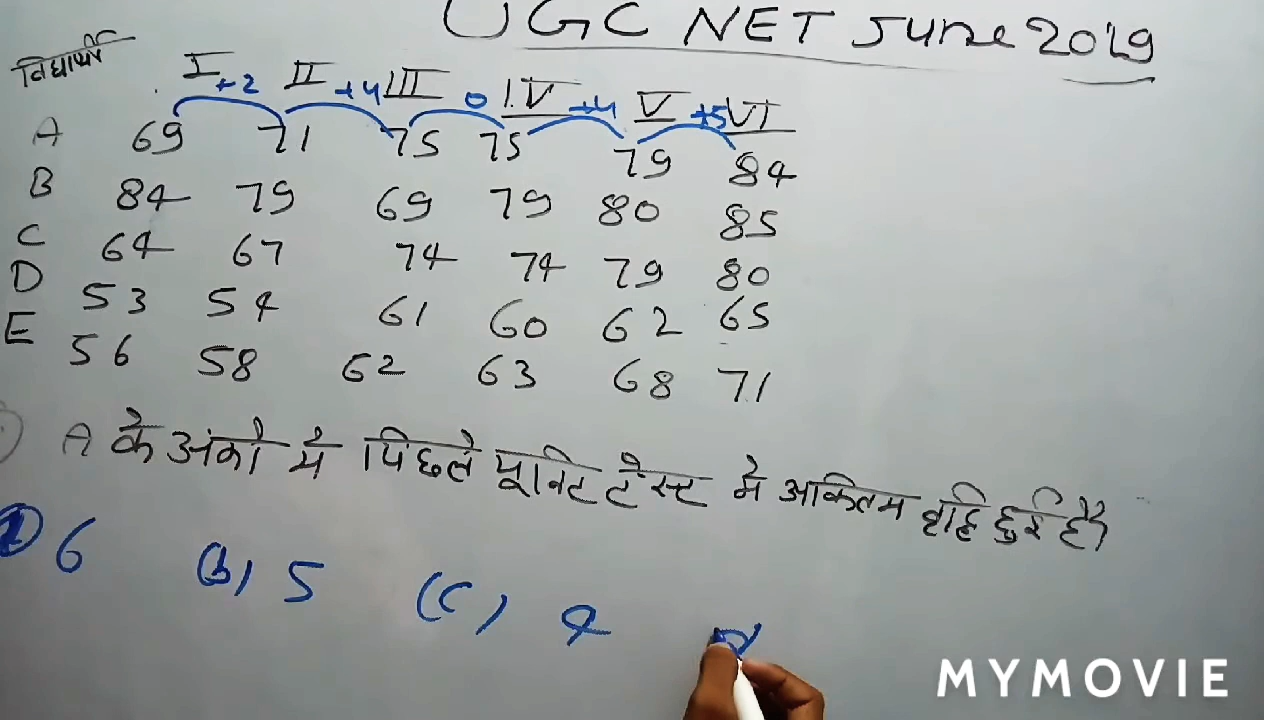 UGC NET June 2019
विद्यार्थी I +2 II +4 III 0 IV +4 V +5 VI
A 69 71 75 75 79 84
B 84 79 69 79 80 85
C 64 67 74 74 79 80
D 53 54 61 60 62 65
E 56 58 62 63 68 71
A के अंको मे पिछले यूनिट टेस्ट मे हुई है?
6 (B) 5 (C) 4
MYMOVIE